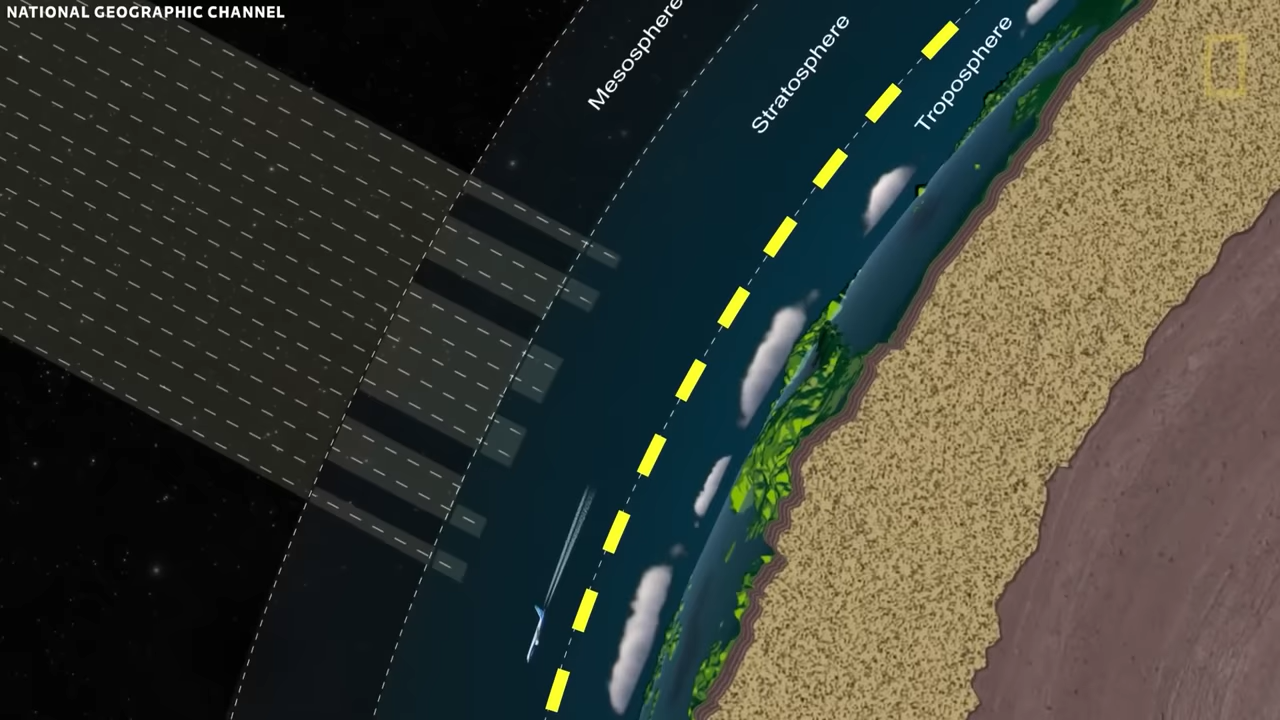 NATIONAL GEOGRAPHIC CHANNEL
Mesosphere
Stratosphere
Troposphere